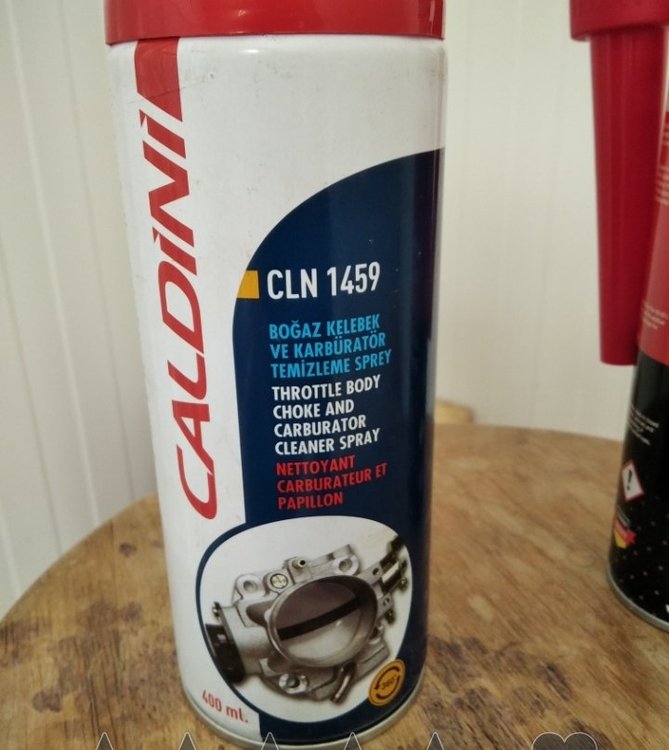 CALDİNİ
CLN 1459
BOĞAZ KELEBEK
VE KARBÜRATÖR
TEMİZLEME SPREY
THROTTLE BODY
CHOKE AND
CARBURATOR
CLEANER SPRAY
NETTOYANT
CARBURATEUR ET
PAPILLON
360°
400 ml.